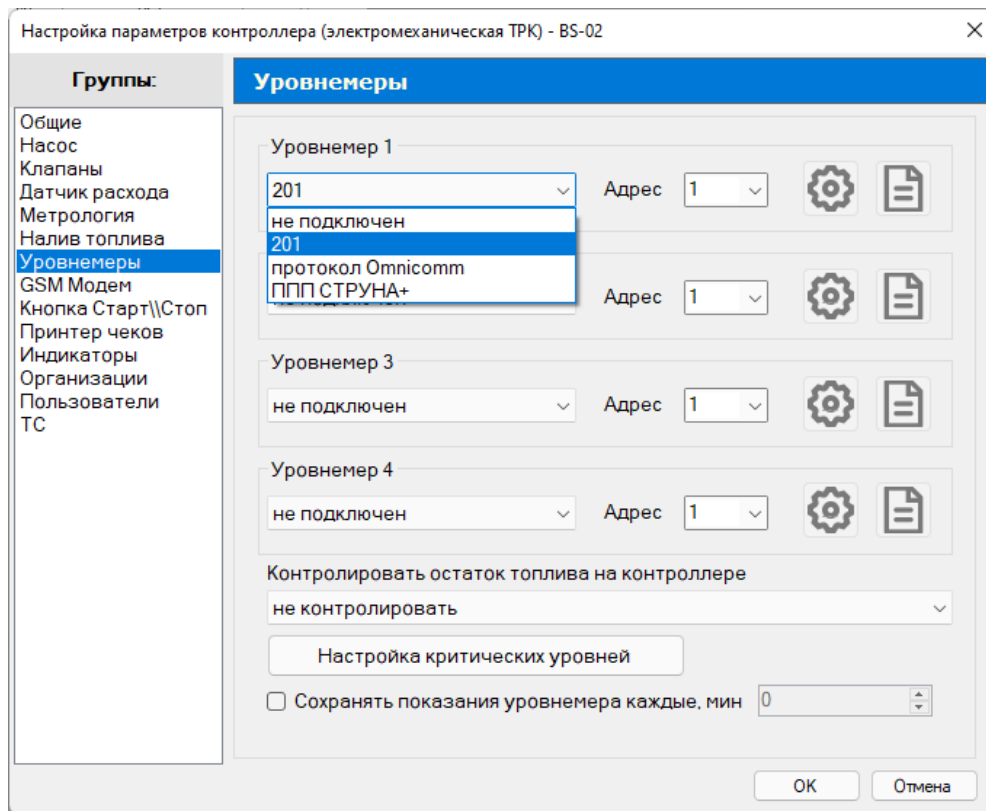 Настройка параметров контроллера (электромеханическая ТРК) - BS-02
Группы:
Общие
Насос
Клапаны
Датчик расхода
Метрология
Налив топлива
Уровнемеры
GSM Модем
Кнопка Старт\\Стоп
Принтер чеков
Индикаторы
Организации
Пользователи
ТС
Уровнемеры
Уровнемер 1
201
Адрес
1
не подключен
201
протокол Omnicomm
ППП СТРУНА+
Адрес
1
Уровнемер 3
не подключен
Адрес
1
Уровнемер 4
не подключен
Адрес
1
Контролировать остаток топлива на контроллере
не контролировать
Настройка критических уровней
Сохранять показания уровнемера каждые, мин
0
OK
Отмена